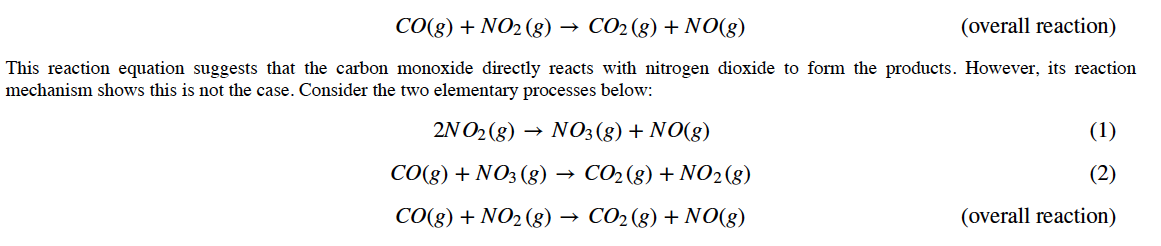 CO(g) + NO₂(g) → CO₂(g) + NO(g) (overall reaction)
This reaction equation suggests that the carbon monoxide directly reacts with nitrogen dioxide to form the products. However, its reaction
mechanism shows this is not the case. Consider the two elementary processes below:
2NO₂(g) → NO₃(g) + NO(g) (1)
CO(g) + NO₃(g) → CO₂(g) + NO₂(g) (2)
CO(g) + NO₂(g) → CO₂(g) + NO(g) (overall reaction)